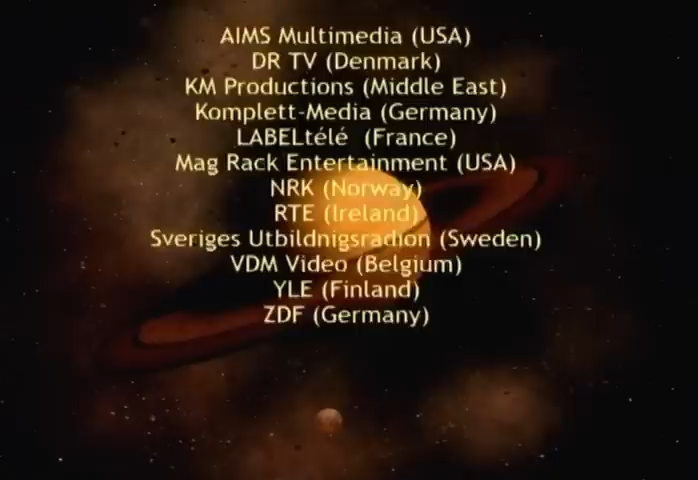 AIMS Multimedia (USA)
DR TV (Denmark)
KM Productions (Middle East)
Komplett-Media (Germany)
LABELtélé (France)
Mag Rack Entertainment (USA)
NRK (Norway)
RTE (Ireland)
Sveriges Utbildnigsradion (Sweden)
VDM Video (Belgium)
YLE (Finland)
ZDF (Germany)